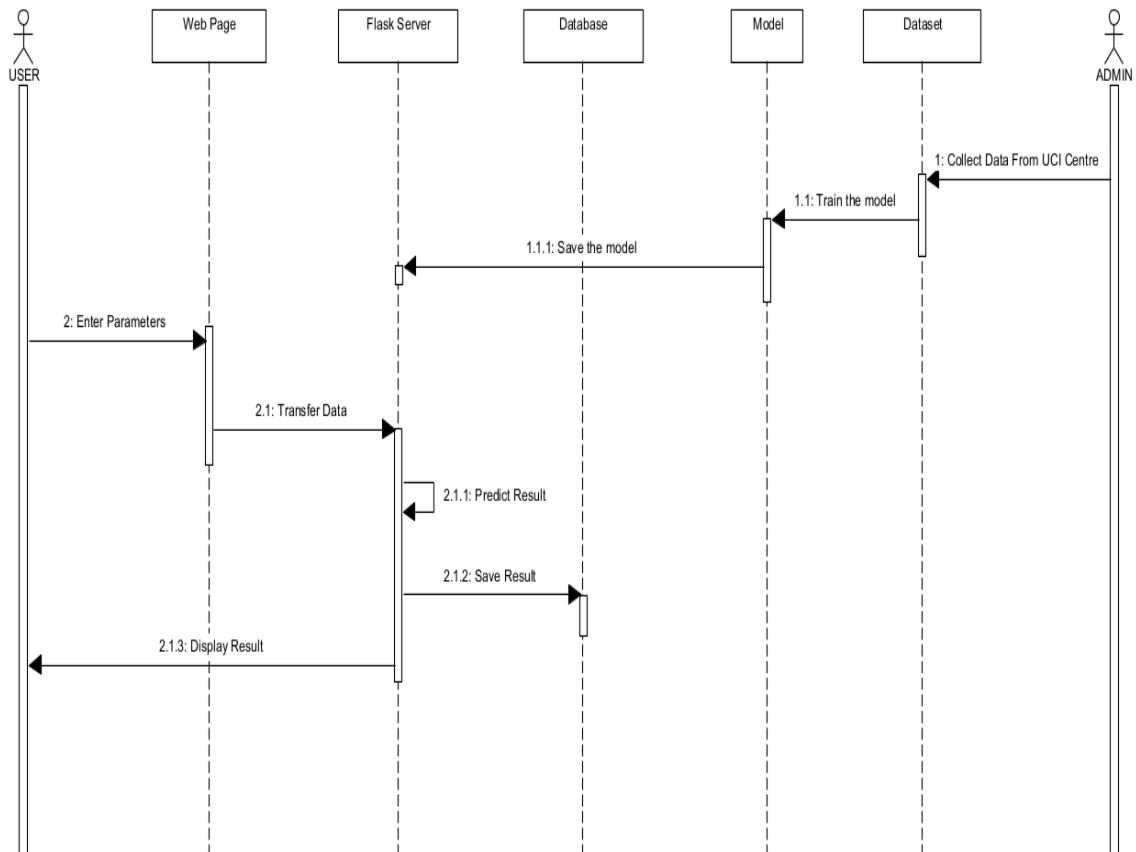 Web Page
Flask Server
Database
Model
Dataset
USER
ADMIN
1: Collect Data From UCI Centre
1.1: Train the model
1.1.1: Save the model
2: Enter Parameters
2.1: Transfer Data
2.1.1: Predict Result
2.1.2: Save Result
2.1.3: Display Result